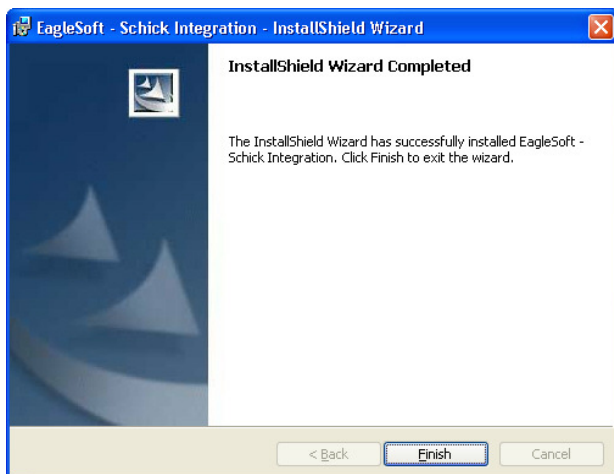 EagleSoft - Schick Integration - InstallShield Wizard
InstallShield Wizard Completed
The InstallShield Wizard has successfully installed EagleSoft -
Schick Integration. Click Finish to exit the wizard.
< Back
Finish
Cancel